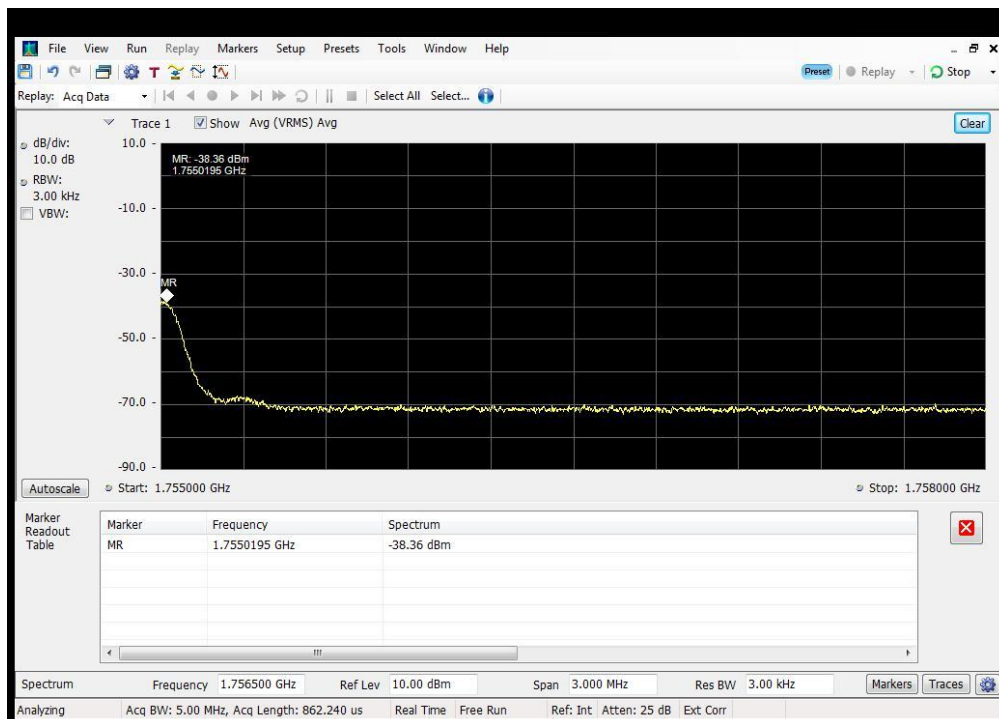 File View Run Replay Markers Setup Presets Tools Window Help
T Preset Replay Stop
Replay: Acq Data Select All Select...
Trace 1 Show Avg (VRMS) Avg Clear
dB/div:
10.0 dB
RBW:
3.00 kHz
VBW:
10.0
-10.0
-30.0
-50.0
-70.0
-90.0
MR: -38.36 dBm
1.7550195 GHz
MR
Autoscale Start: 1.755000 GHz Stop: 1.758000 GHz
Marker
Readout
Table
Marker Frequency Spectrum
MR 1.7550195 GHz -38.36 dBm
Spectrum Frequency 1.756500 GHz Ref Lev 10.00 dBm Span 3.000 MHz Res BW 3.00 kHz Markers Traces
Analyzing Acq BW: 5.00 MHz, Acq Length: 862.240 us Real Time Free Run Ref: Int Atten: 25 dB Ext Corr